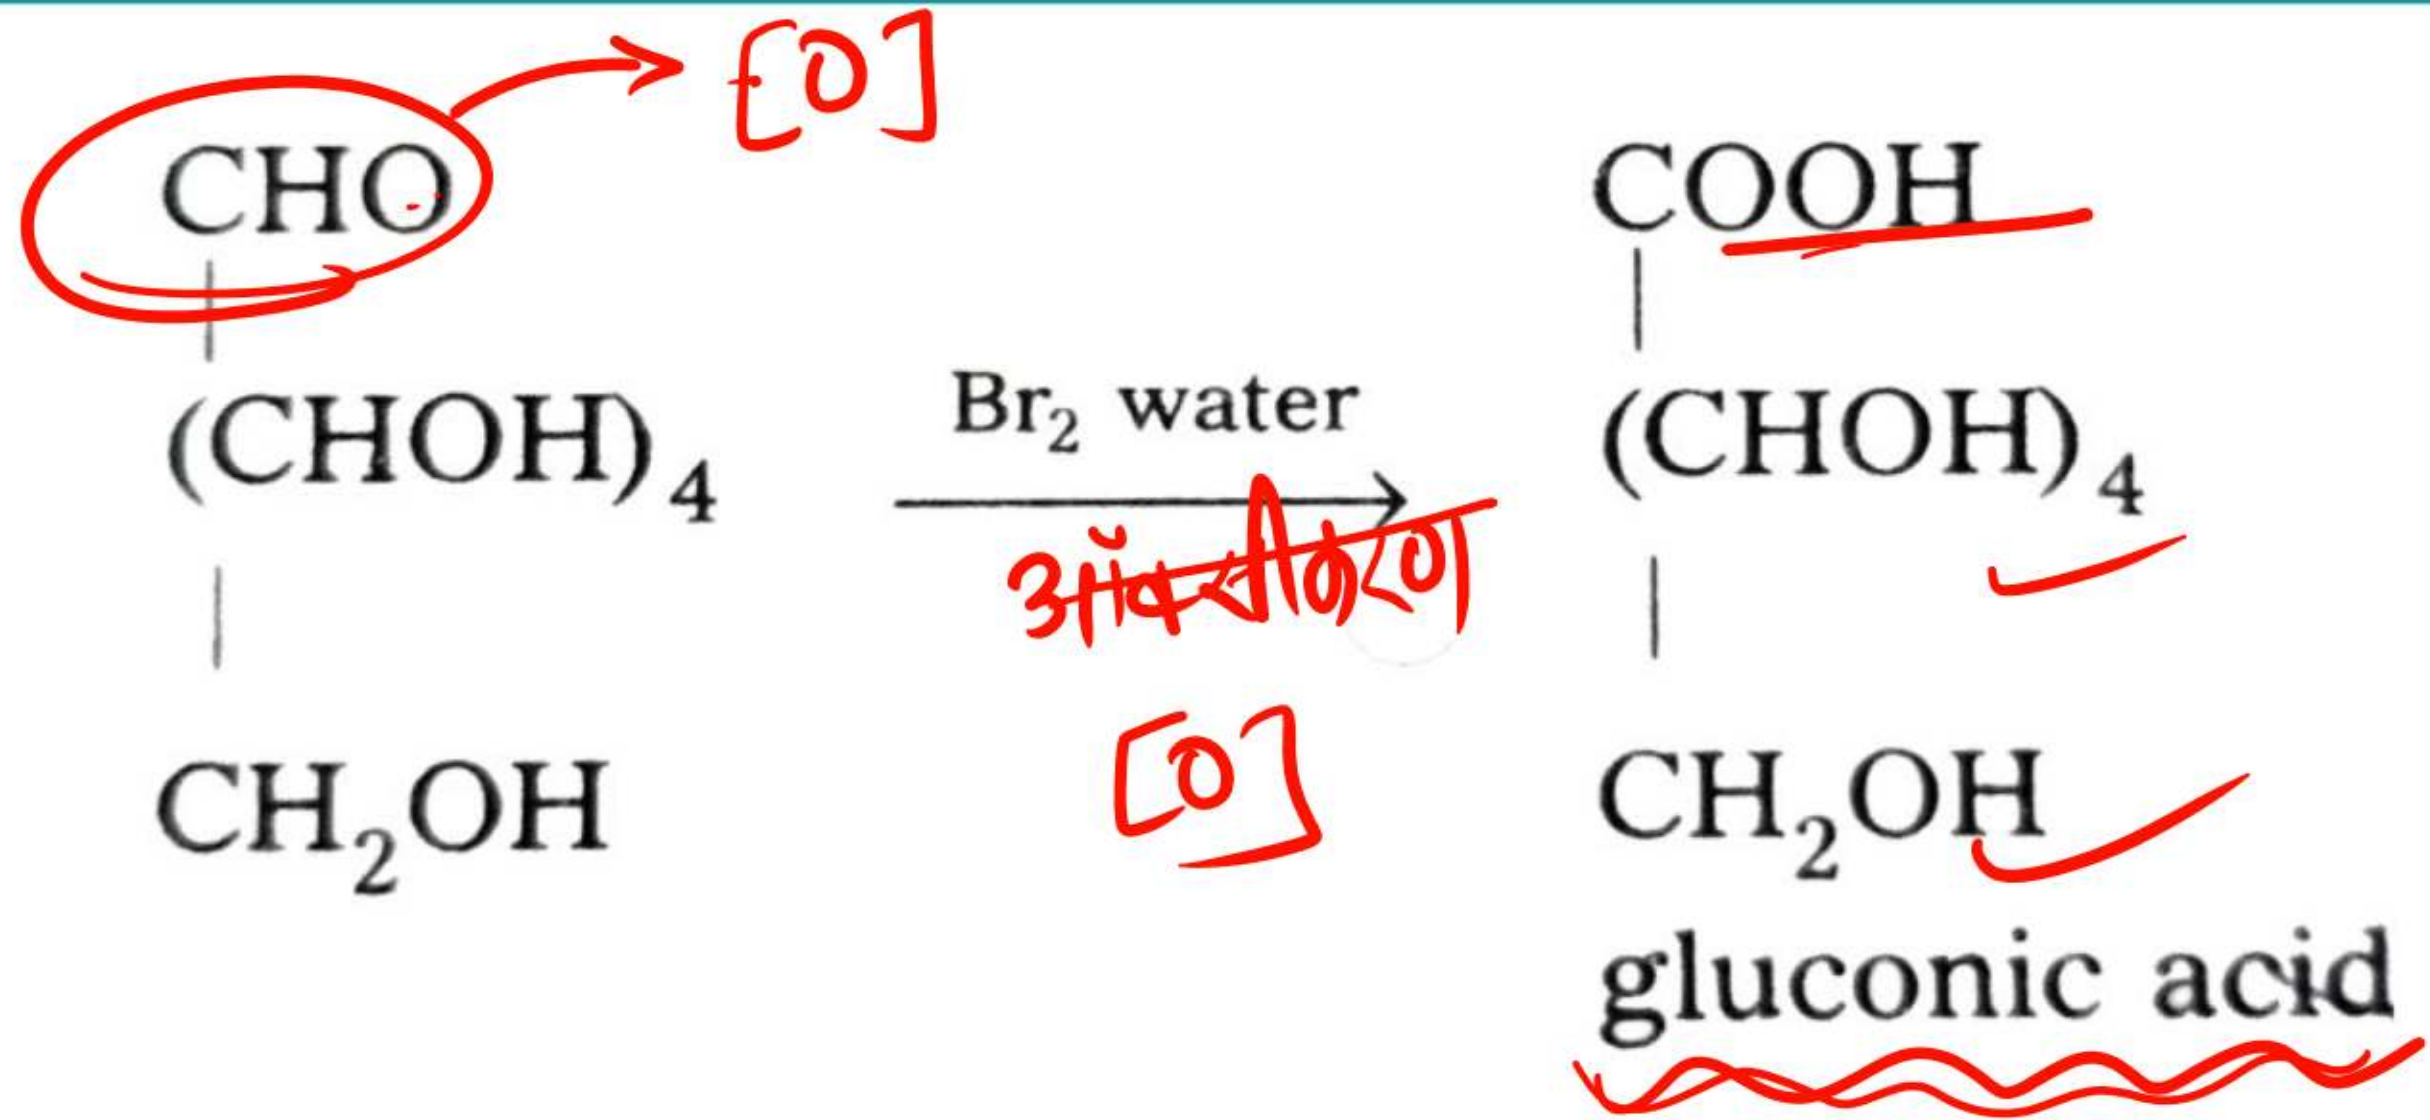 [O]
CHO
COOH
(CHOH)₄
Br₂ water
(CHOH)₄
ऑक्सीकरण
[O]
CH₂OH
CH₂OH
gluconic acid